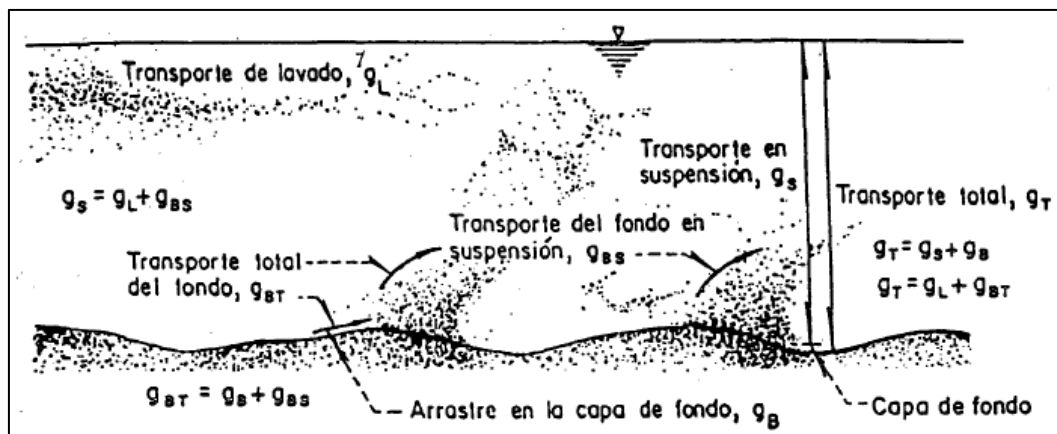 Transporte de lavado, g_L
Transporte en
suspensión, g_S
Transporte total, g_T
g_S = g_L + g_BS
Transporte del fondo en
suspensión, g_BS
g_T = g_S + g_B
Transporte total
del fondo, g_BT
g_T = g_L + g_BT
g_BT = g_B + g_BS
Arrastre en la capa de fondo, g_B
Capa de fondo